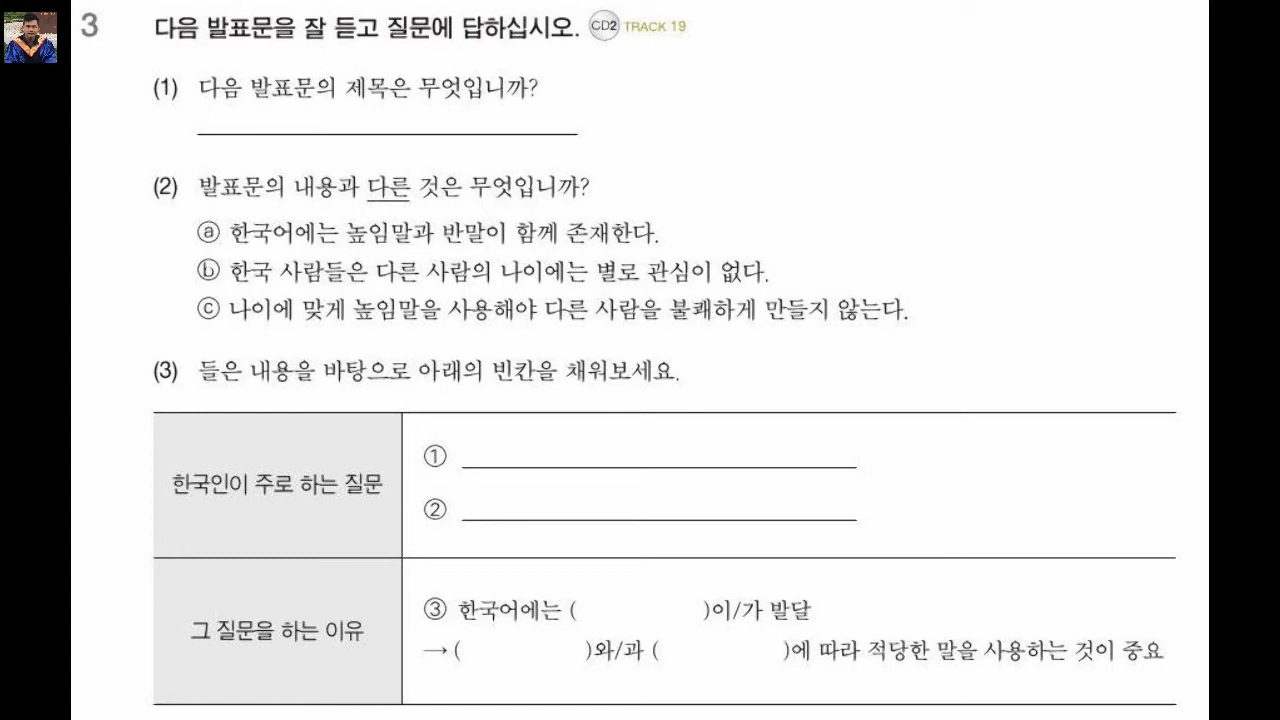 3 다음 발표문을 잘 듣고 질문에 답하십시오. CD2 TRACK 19
(1) 다음 발표문의 제목은 무엇입니까?
(2) 발표문의 내용과 다른 것은 무엇입니까?
ⓐ 한국어에는 높임말과 반말이 함께 존재한다.
ⓑ 한국 사람들은 다른 사람의 나이에는 별로 관심이 없다.
ⓒ 나이에 맞게 높임말을 사용해야 다른 사람을 불쾌하게 만들지 않는다.
(3) 들은 내용을 바탕으로 아래의 빈칸을 채워보세요.
한국인이 주로 하는 질문
①
②
그 질문을 하는 이유
③ 한국어에는 ( )이/가 발달
→ ( )와/과 ( )에 따라 적당한 말을 사용하는 것이 중요